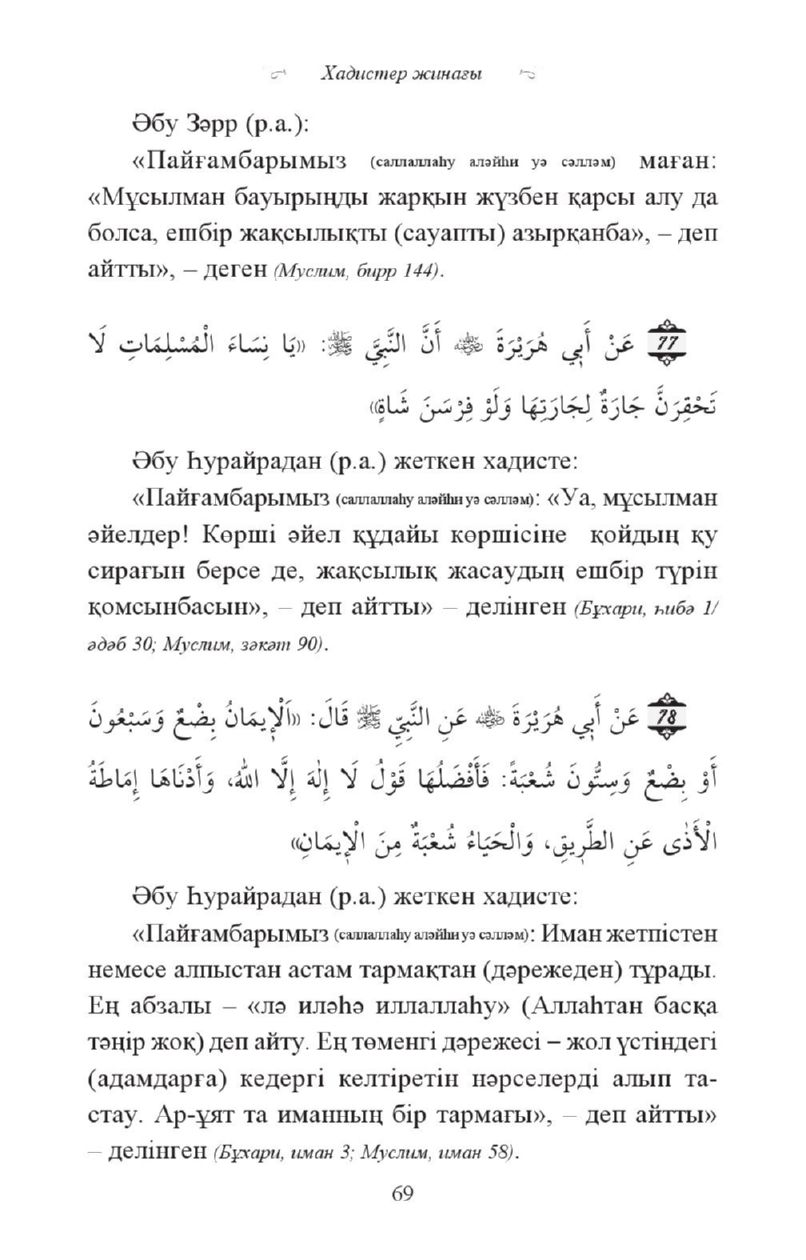 Хадистер жинағы
Әбу Зәрр (р.а.):
«Пайғамбарымыз (саллаллаһу аләйһи уә сәлләм) маған:
«Мұсылман бауырыңды жарқын жүзбен қарсы алу да
болса, ешбір жақсылықты (сауапты) азырқанба», – деп
айтты», – деген (Муслим, бирр 144).
77 عَنْ أَبِي هُرَيْرَةَ ﷺ أَنَّ النَّبِيَّ ﷺ: «يَا نِسَاءَ الْمُسْلِمَاتِ لَا
تَحْقِرَنَّ جَارَةٌ لِجَارَتِهَا وَلَوْ فِرْسَنَ شَاةٍ»
Әбу Һурайрадан (р.а.) жеткен хадисте:
«Пайғамбарымыз (саллаллаһу аләйһи уә сәлләм): «Уа, мұсылман
әйелдер! Көрші әйел құдайы көршісіне қойдың қу
сирағын берсе де, жақсылық жасаудың ешбір түрін
қомсынбасын», – деп айтты» – делінген (Бұхари, һибә 1/
әдәб 30; Муслим, зәкәт 90).
78 عَنْ أَبِي هُرَيْرَةَ رضي الله عنه عَنِ النَّبِيِّ ﷺ قَالَ: «اَلْإِيمَانُ بِضْعٌ وَسَبْعُونَ
أَوْ بِضْعٌ وَسِتُّونَ شُعْبَةً: فَأَفْضَلُهَا قَوْلُ لَا إِلٰهَ إِلَّا اللهُ، وَأَدْنَاهَا إِمَاطَةُ
الْأَذٰى عَنِ الطَّرِيقِ، وَالْحَيَاءُ شُعْبَةٌ مِنَ الْإِيمَانِ»
Әбу Һурайрадан (р.а.) жеткен хадисте:
«Пайғамбарымыз (саллаллаһу аләйһи уә сәлләм): Иман жетпістен
немесе алпыстан астам тармақтан (дәрежеден) тұрады.
Ең абзалы – «лә иләһә иллаллаһу» (Аллаһтан басқа
тәңір жоқ) деп айту. Ең төменгі дәрежесі – жол үстіндегі
(адамдарға) кедергі келтіретін нәрселерді алып та-
стау. Ар-ұят та иманның бір тармағы», – деп айтты»
– делінген (Бұхари, иман 3; Муслим, иман 58).
69